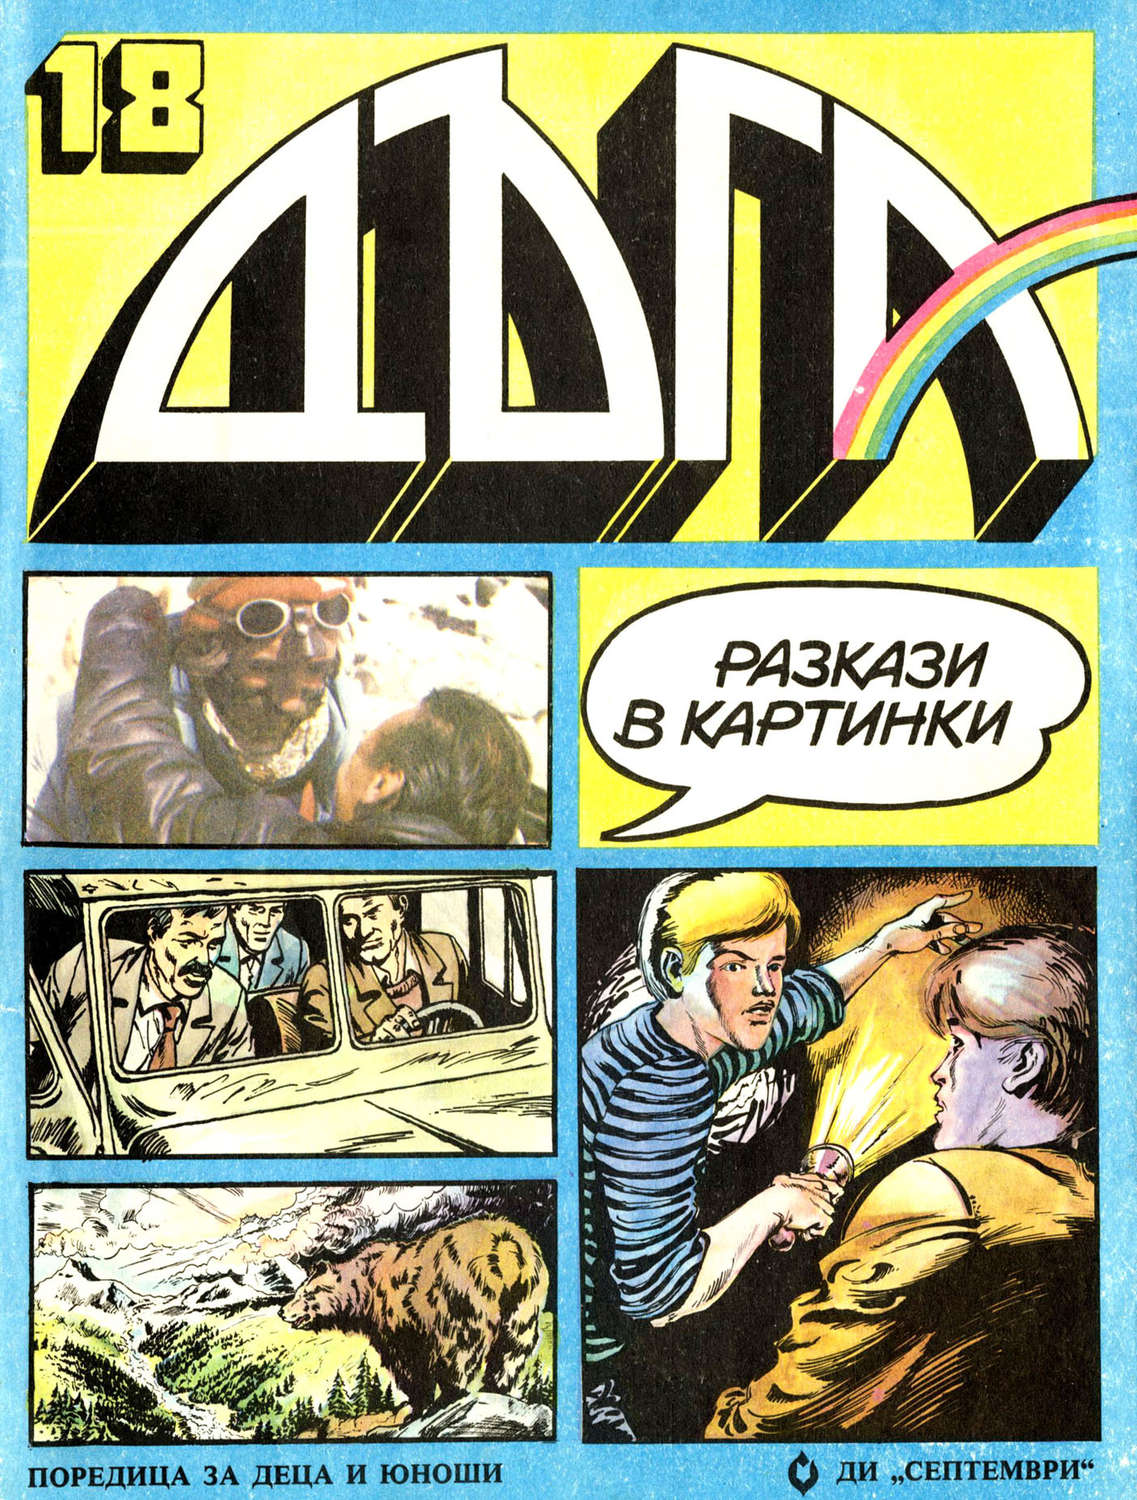 18
ДЪГА
РАЗКАЗИ
В КАРТИНКИ
ПОРЕДИЦА ЗА ДЕЦА И ЮНОШИ
ДИ „СЕПТЕМВРИ“